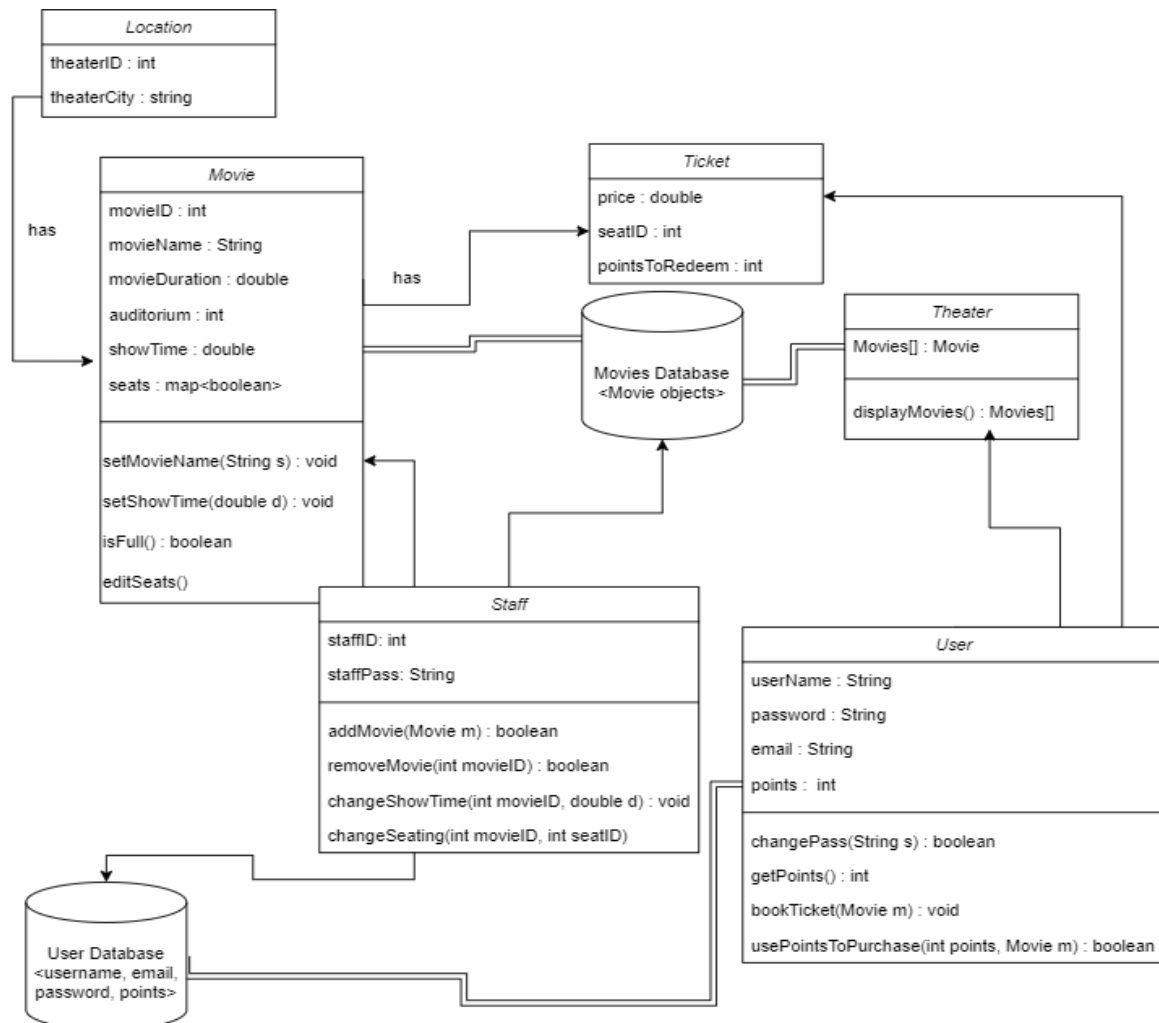 Location
theaterID : int
theaterCity : string
has
Movie
movieID : int
movieName : String
movieDuration : double
auditorium : int
showTime : double
seats : map<boolean>
setMovieName(String s) : void
setShowTime(double d) : void
isFull() : boolean
editSeats()
has
Ticket
price : double
seatID : int
pointsToRedeem : int
Movies Database
<Movie objects>
Theater
Movies[] : Movie
displayMovies() : Movies[]
Staff
staffID: int
staffPass: String
addMovie(Movie m) : boolean
removeMovie(int movieID) : boolean
changeShowTime(int movieID, double d) : void
changeSeating(int movieID, int seatID)
User
userName : String
password : String
email : String
points :  int
changePass(String s) : boolean
getPoints() : int
bookTicket(Movie m) : void
usePointsToPurchase(int points, Movie m) : boolean
User Database
<username, email,
password, points>